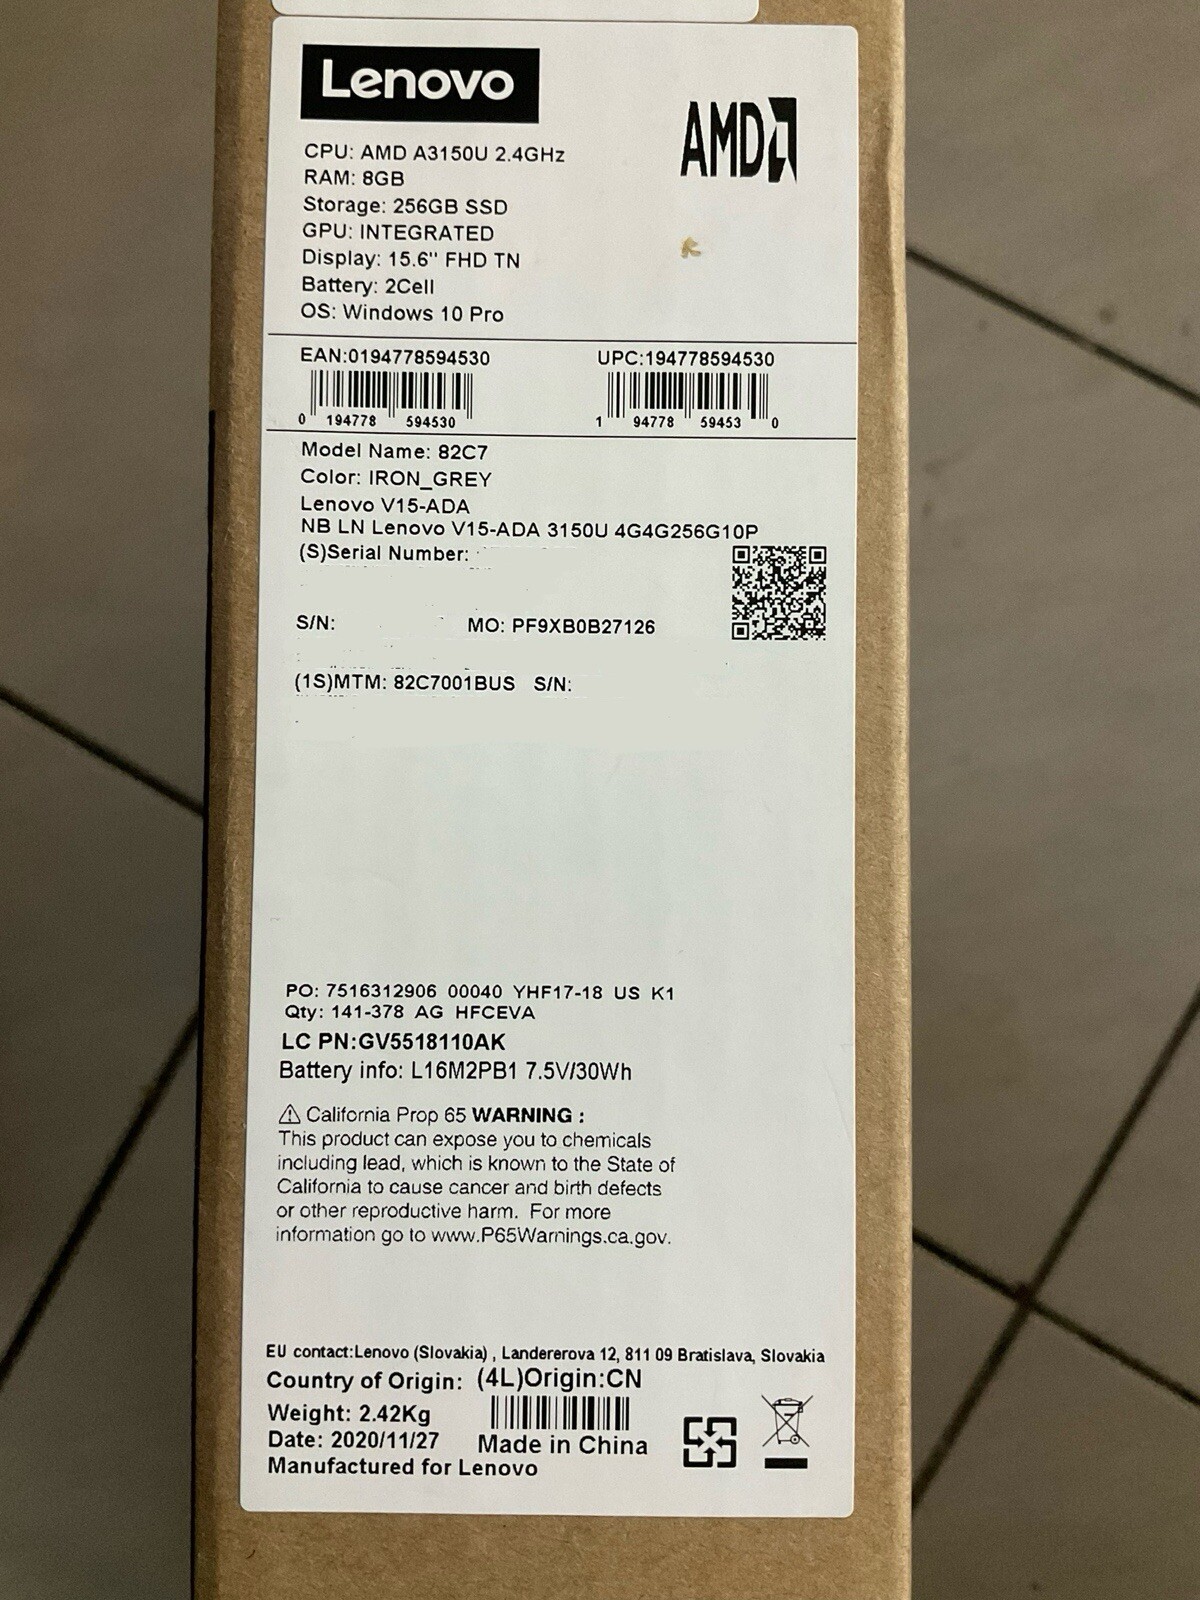 Lenovo
AMD
CPU: AMD A3150U 2.4GHz
RAM: 8GB
Storage: 256GB SSD
GPU: INTEGRATED
Display: 15.6" FHD TN
Battery: 2Cell
OS: Windows 10 Pro
EAN:0194778594530 UPC:194778594530
0 194778 594530 1 94778 59453 0
Model Name: 82C7
Color: IRON_GREY
Lenovo V15-ADA
NB LN Lenovo V15-ADA 3150U 4G4G256G10P
(S)Serial Number:
S/N: MO: PF9XB0B27126
(1S)MTM: 82C7001BUS S/N:
PO: 7516312906 00040 YHF17-18 US K1
Qty: 141-378 AG HFCEVA
LC PN:GV5518110AK
Battery info: L16M2PB1 7.5V/30Wh
⚠ California Prop 65 WARNING :
This product can expose you to chemicals
including lead, which is known to the State of
California to cause cancer and birth defects
or other reproductive harm. For more
information go to www.P65Warnings.ca.gov.
EU contact:Lenovo (Slovakia) , Landererova 12, 811 09 Bratislava, Slovakia
Country of Origin: (4L)Origin:CN
Weight: 2.42Kg
Date: 2020/11/27 Made in China
Manufactured for Lenovo